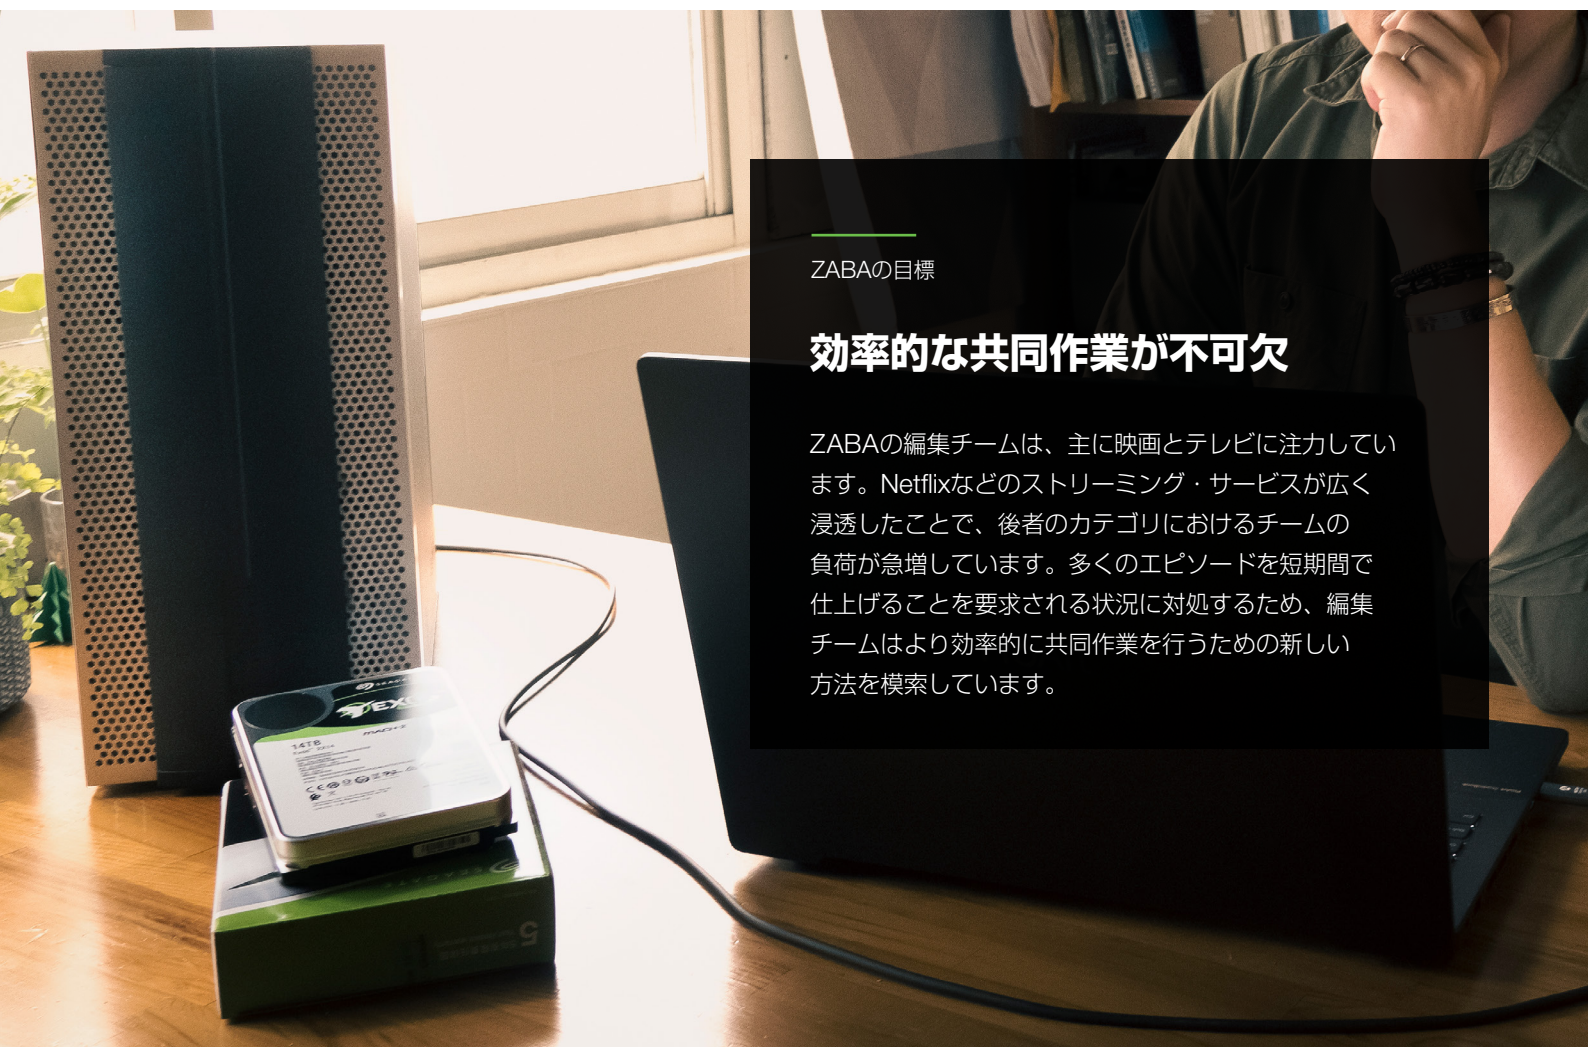 ZABAの目標
効率的な共同作業が不可欠
ZABAの編集チームは、主に映画とテレビに注力してい
ます。Netflixなどのストリーミング・サービスが広く
浸透したことで、後者のカテゴリにおけるチームの
負荷が急増しています。多くのエピソードを短期間で
仕上げることを要求される状況に対処するため、編集
チームはより効率的に共同作業を行うための新しい
方法を模索しています。
EXO
MACH.2
14TB
SEAGATE
5